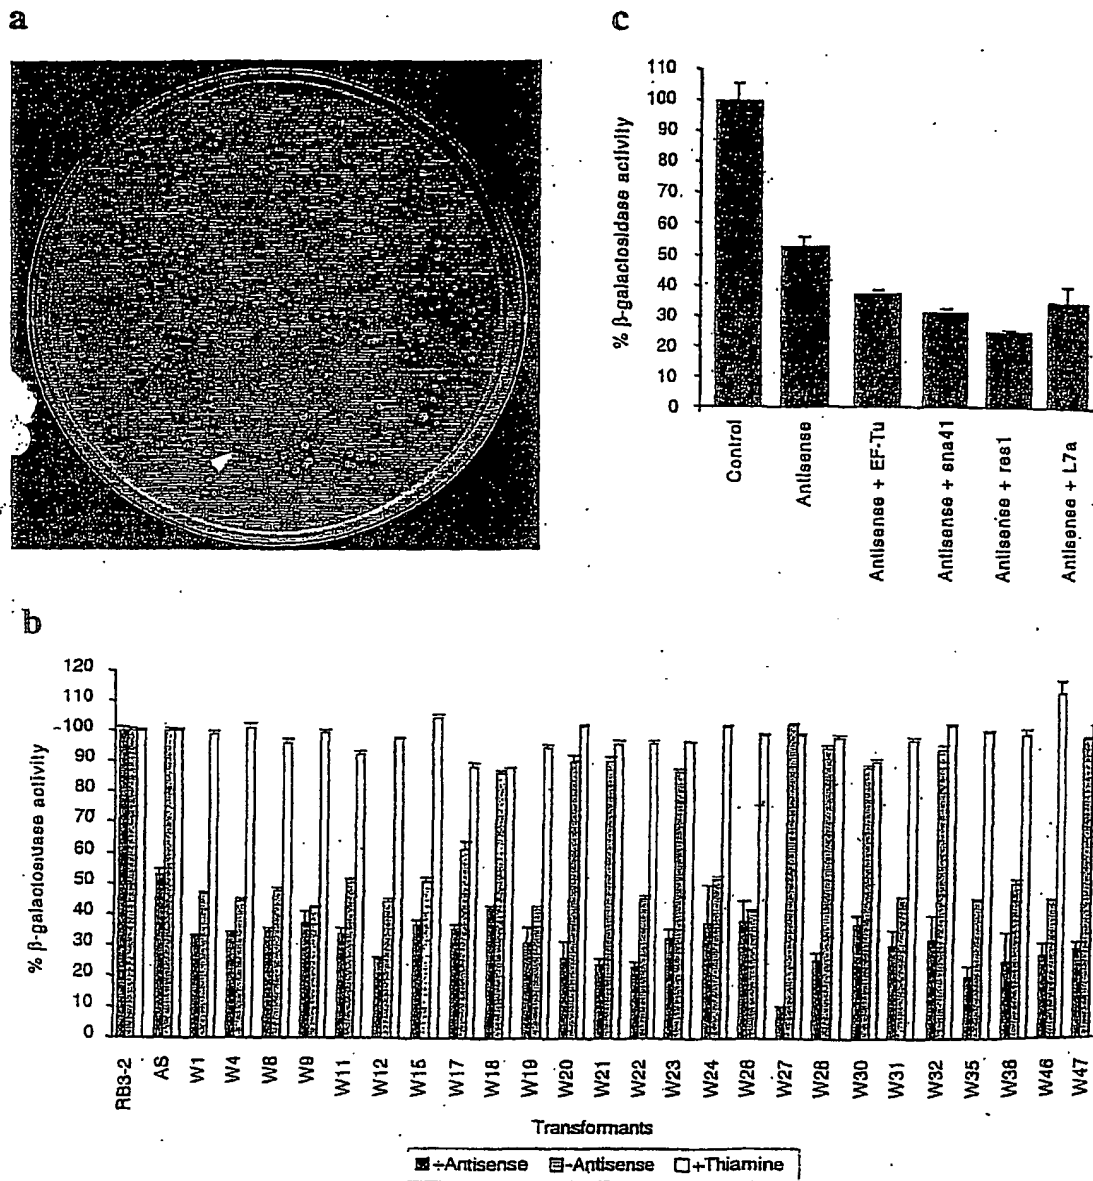 a
c
% β-galactosidase activity
110
100
90
80
70
60
50
40
30
20
10
0
Control
Antisense
Antisense + EF-Tu
Antisense + sna41
Antisense + res1
Antisense + L7a
b
% β-galactosidase activity
120
110
100
90
80
70
60
50
40
30
20
10
0
RB3-2
AS
W1
W4
W8
W9
W11
W12
W15
W17
W18
W19
W20
W21
W22
W23
W24
W26
W27
W28
W30
W31
W32
W35
W36
W46
W47
Transformants
+Antisense -Antisense +Thiamine